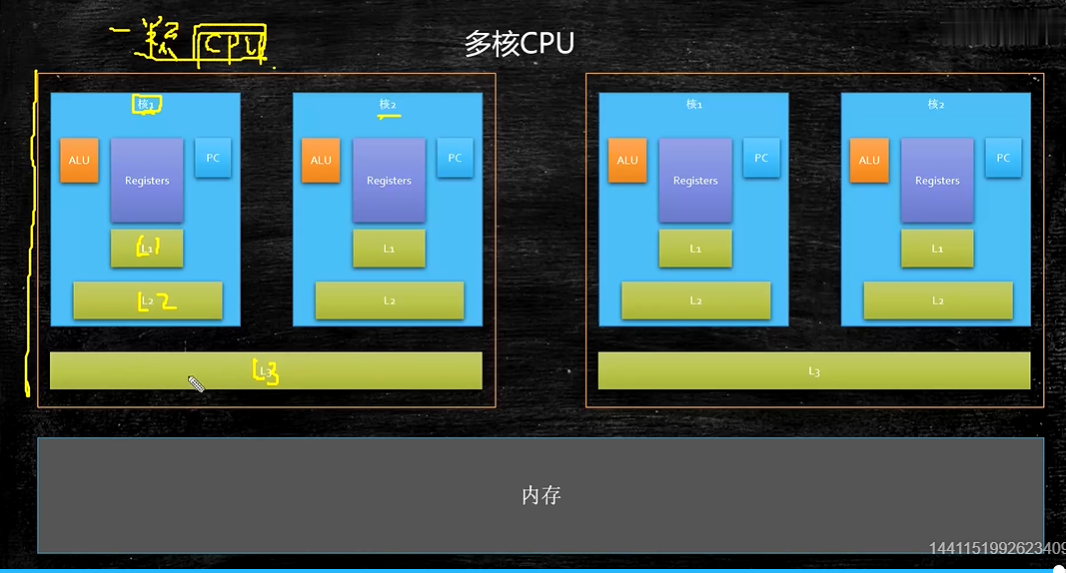 一颗 CPU
多核CPU
核1 核2 核1 核2
ALU Registers PC ALU Registers PC ALU Registers PC ALU Registers PC
L1 L1 L1 L1
L2 L2 L2 L2
L3 L3
内存
1441151992623409